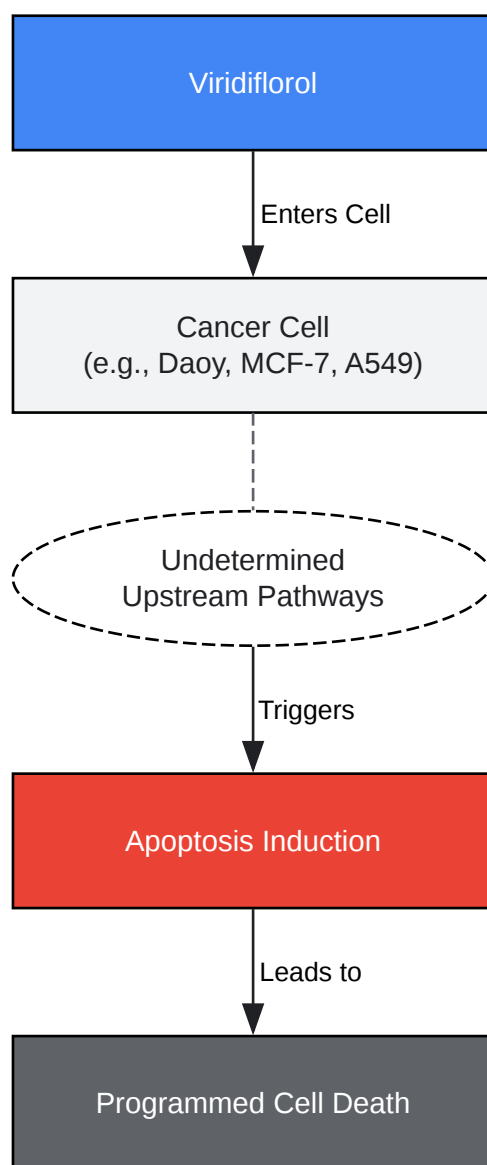 Viridiflorol
Enters Cell
Cancer Cell
(e.g., Daoy, MCF-7, A549)
Undetermined
Upstream Pathways
Triggers
Apoptosis Induction
Leads to
Programmed Cell Death